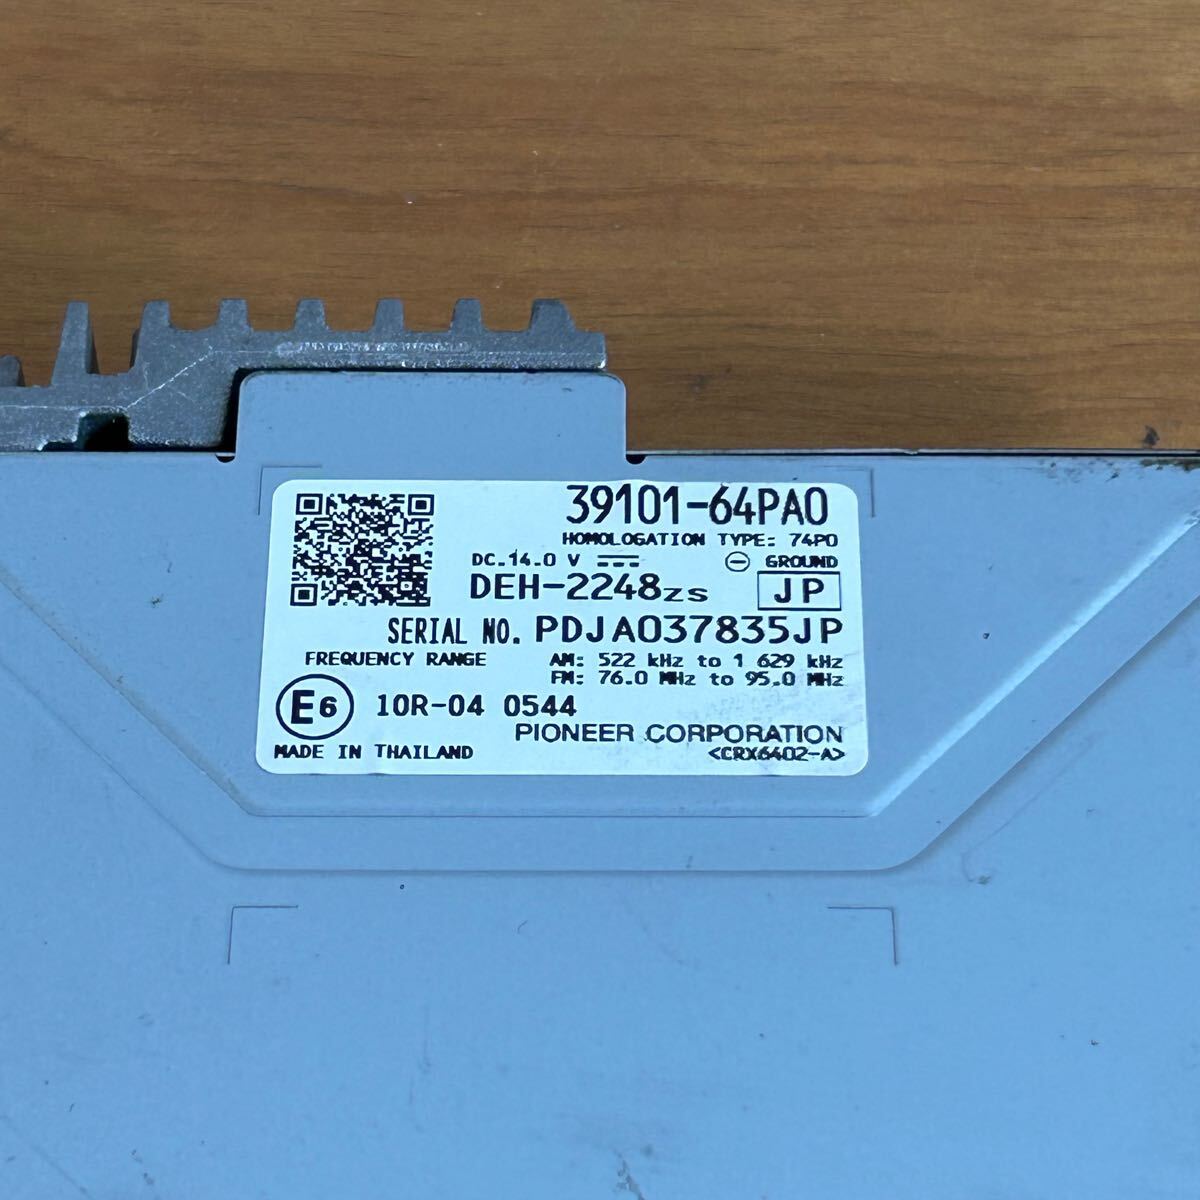 39101-64PA0
HOMOLOGATION TYPE: 74P0
DC.14.0 V ⊖ GROUND
DEH-2248ZS JP
SERIAL NO. PDJA037835JP
FREQUENCY RANGE AM: 522 kHz to 1 629 kHz
FM: 76.0 MHz to 95.0 MHz
E6 10R-04 0544
PIONEER CORPORATION
MADE IN THAILAND <CRX6402-A>